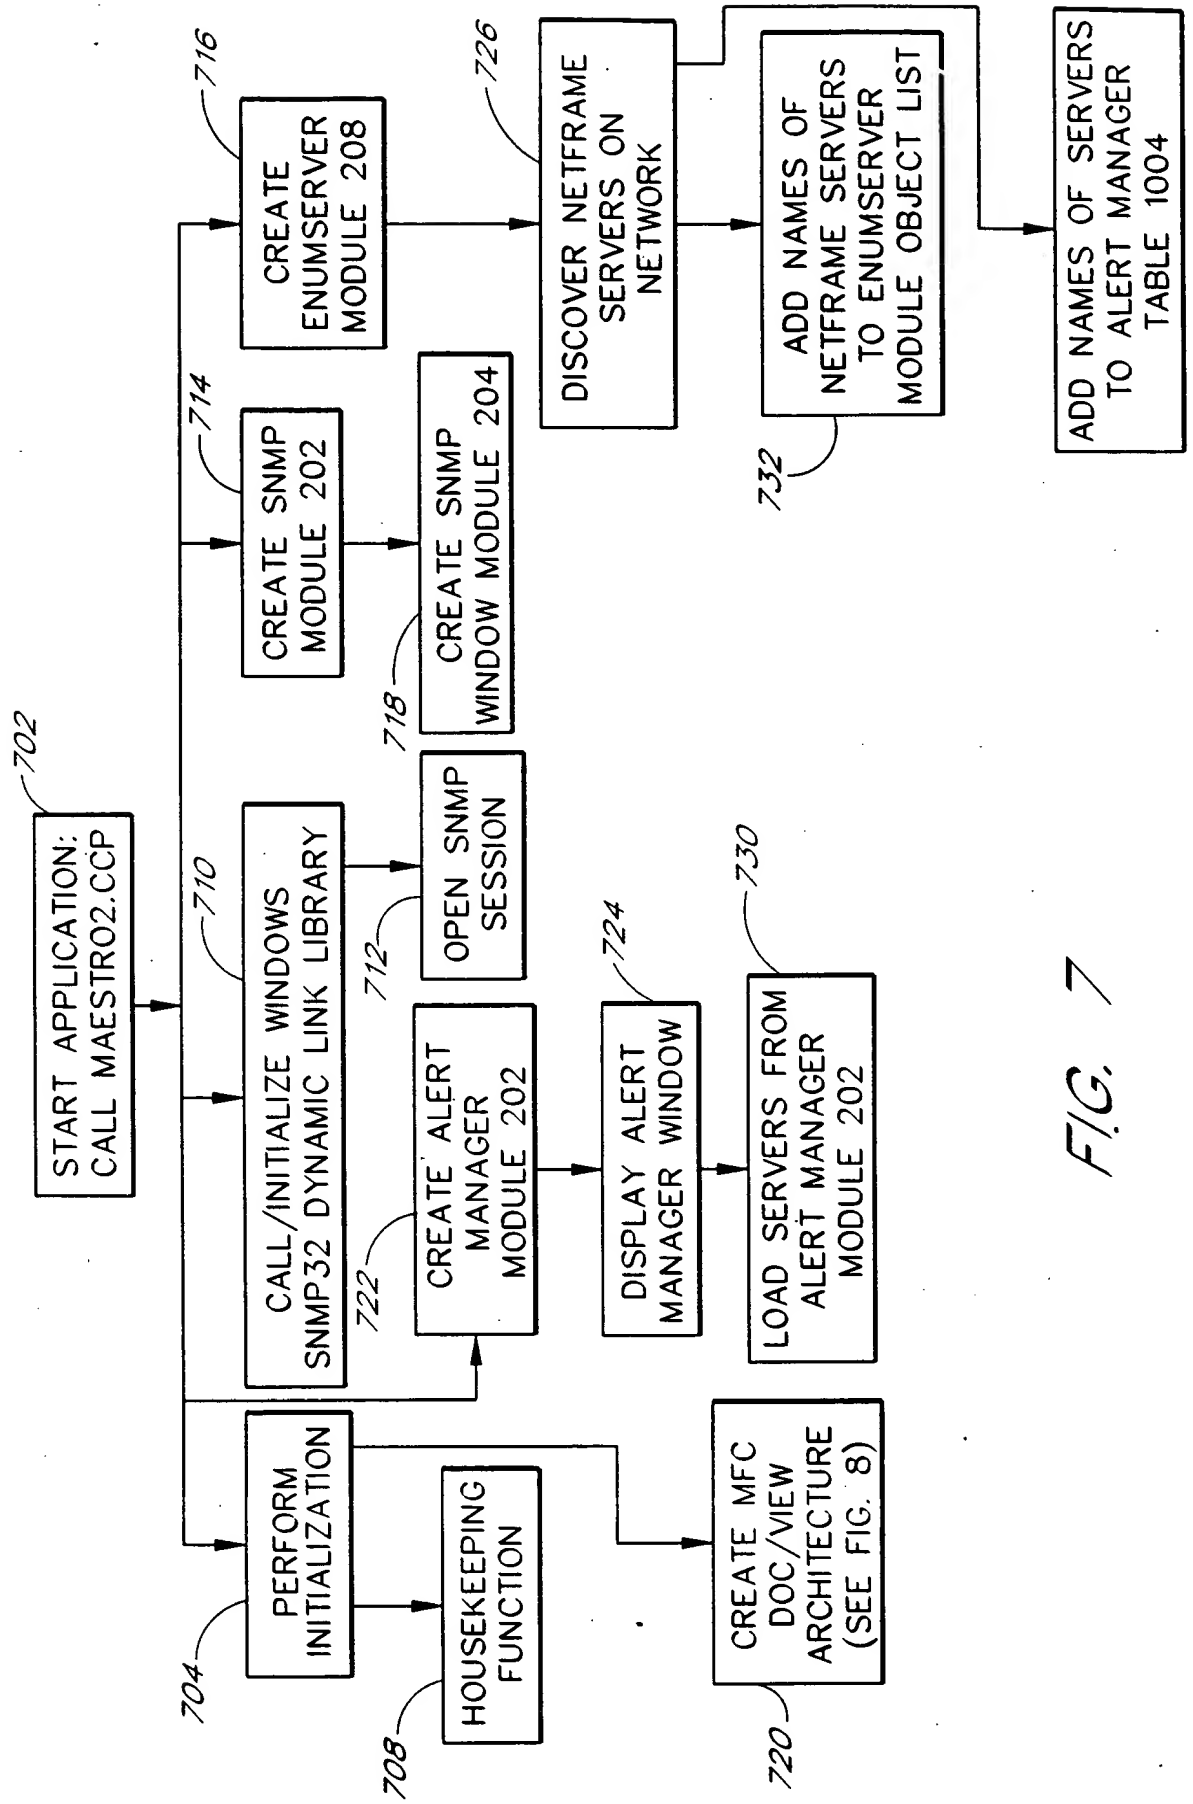 702
START APPLICATION:
CALL MAESTRO2.CCP
704
PERFORM
INITIALIZATION
710
CALL/INITIALIZE WINDOWS
SNMP32 DYNAMIC LINK LIBRARY
714
CREATE SNMP
MODULE 202
716
CREATE
ENUMSERVER
MODULE 208
708
HOUSEKEEPING
FUNCTION
722
CREATE ALERT
MANAGER
MODULE 202
712
OPEN SNMP
SESSION
718
CREATE SNMP
WINDOW MODULE 204
726
DISCOVER NETFRAME
SERVERS ON
NETWORK
724
DISPLAY ALERT
MANAGER WINDOW
720
CREATE MFC
DOC/VIEW
ARCHITECTURE
(SEE FIG. 8)
730
LOAD SERVERS FROM
ALERT MANAGER
MODULE 202
732
ADD NAMES OF
NETFRAME SERVERS
TO ENUMSERVER
MODULE OBJECT LIST
ADD NAMES OF SERVERS
TO ALERT MANAGER
TABLE 1004
FIG. 7